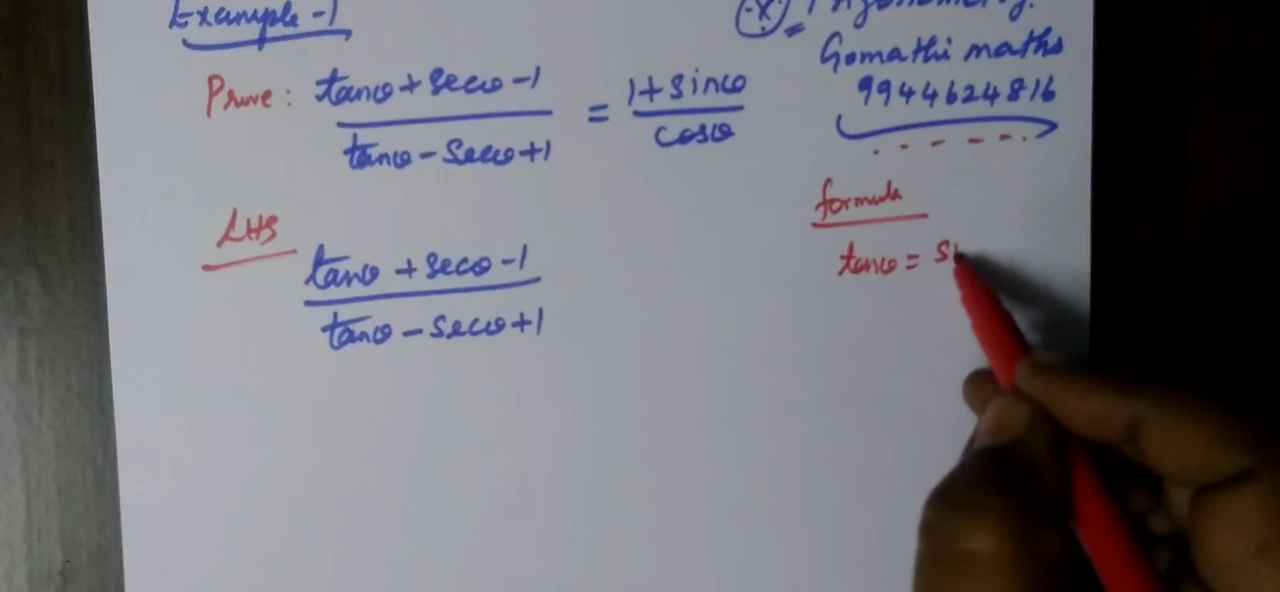 Example-1
(X) = Trigonometry.
Gomathi maths
9944624816
Prove: tanθ+secθ-1 / tanθ-secθ+1 = 1+sinθ / cosθ
formula
tanθ = Si
LHS
tanθ+secθ-1
tanθ-secθ+1